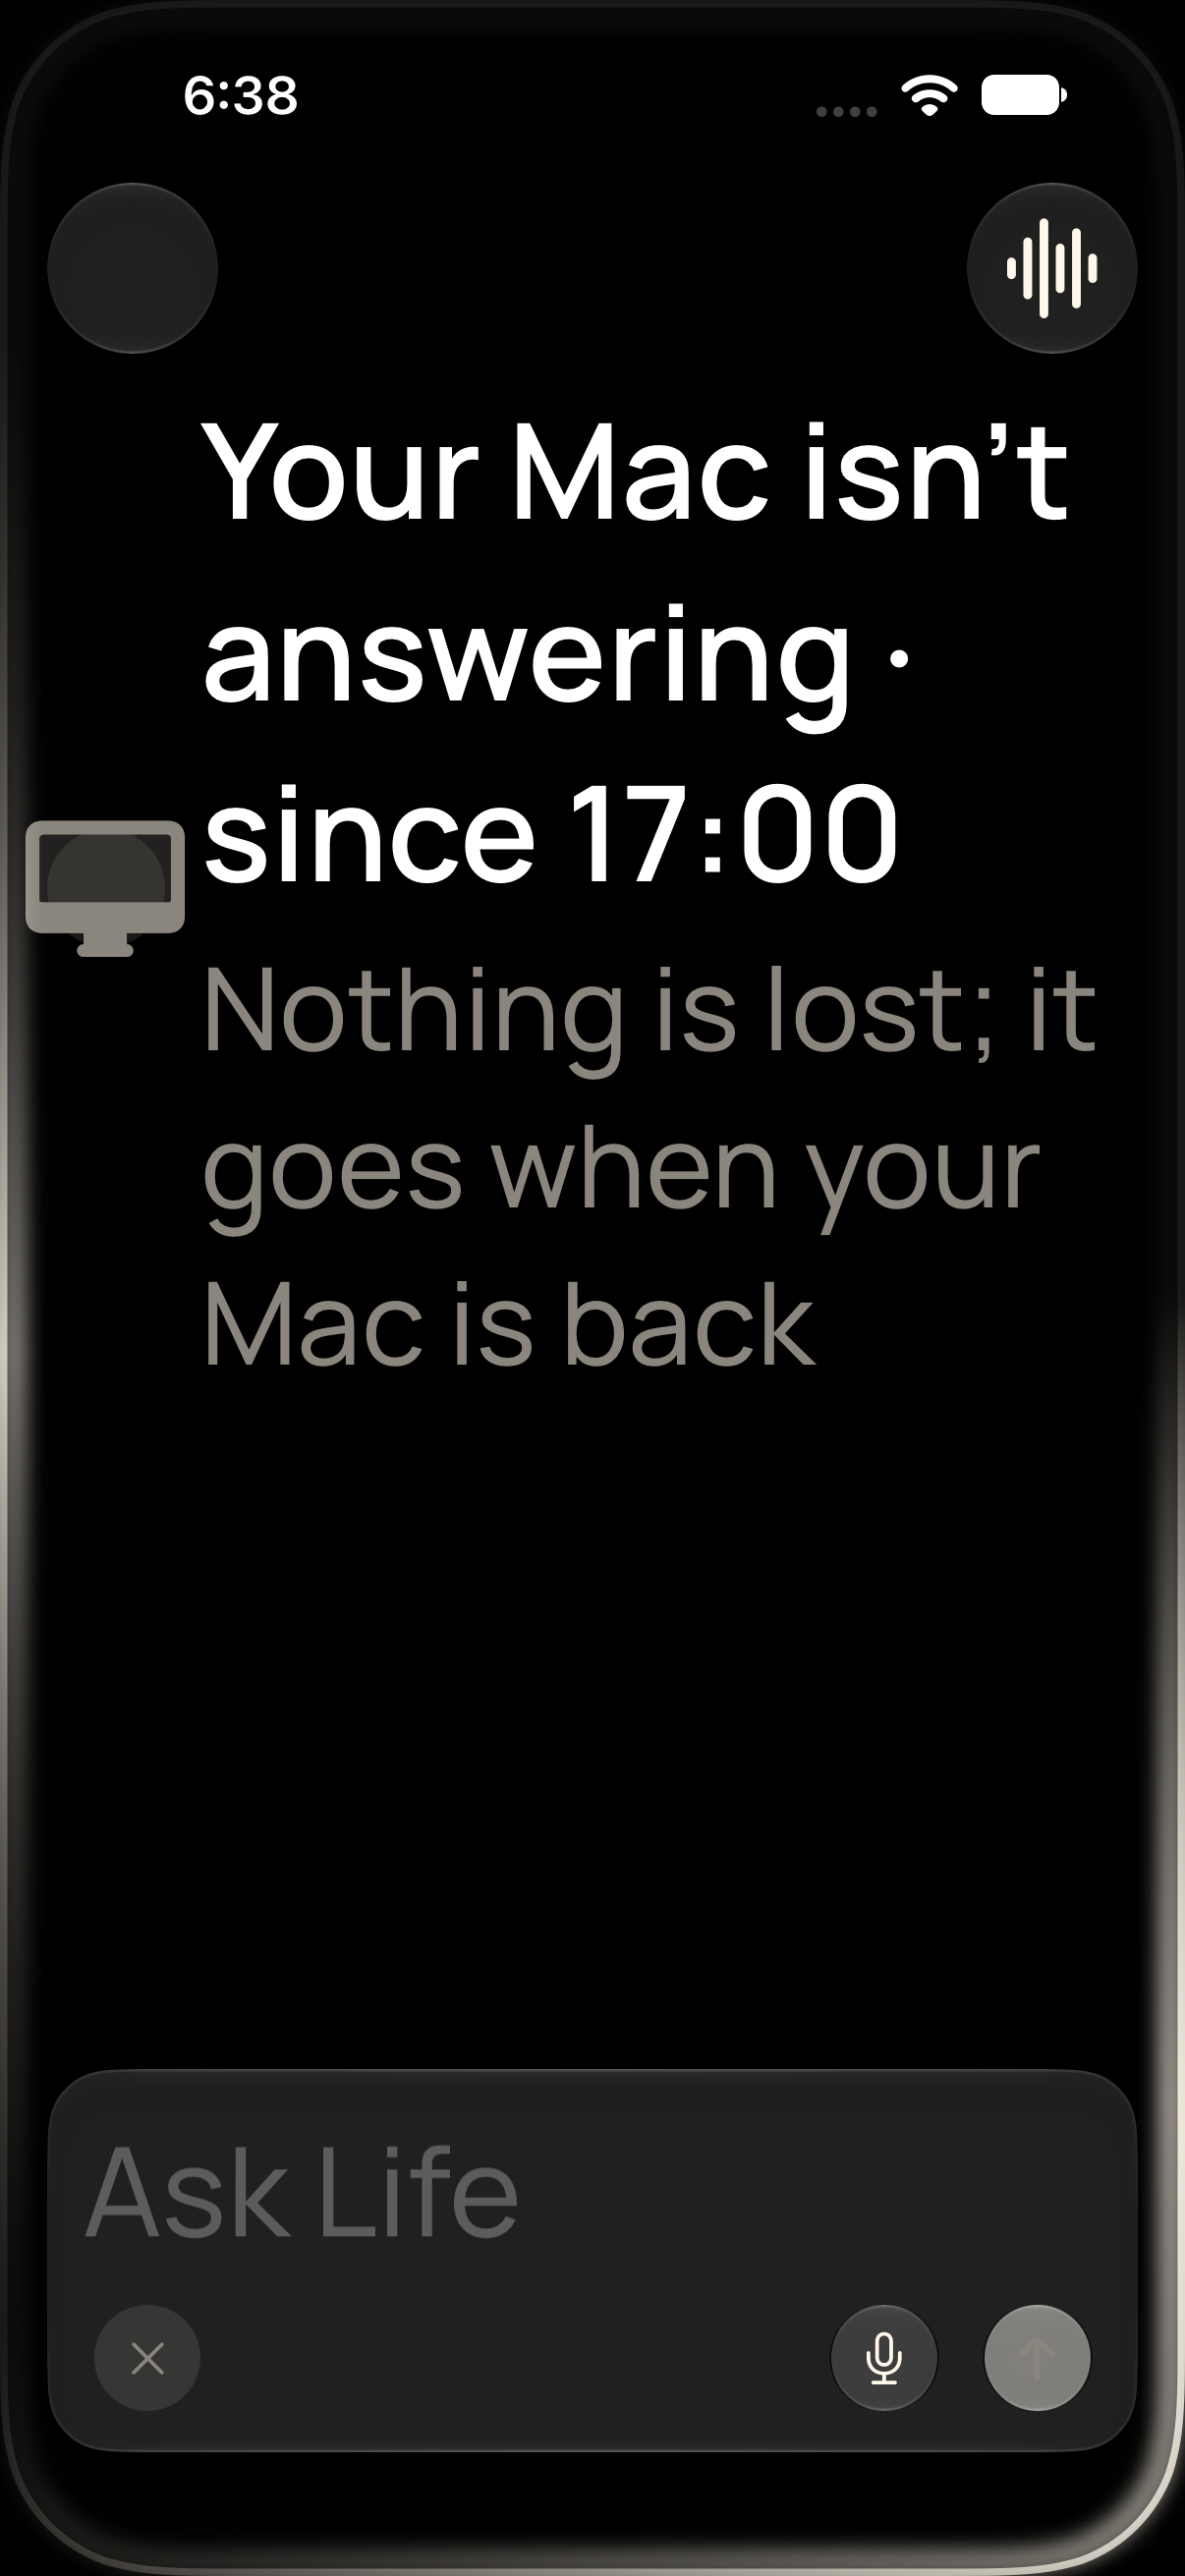 6:38
Your Mac isn’t
answering ·
since 17:00
Nothing is lost; it
goes when your
Mac is back
Ask Life